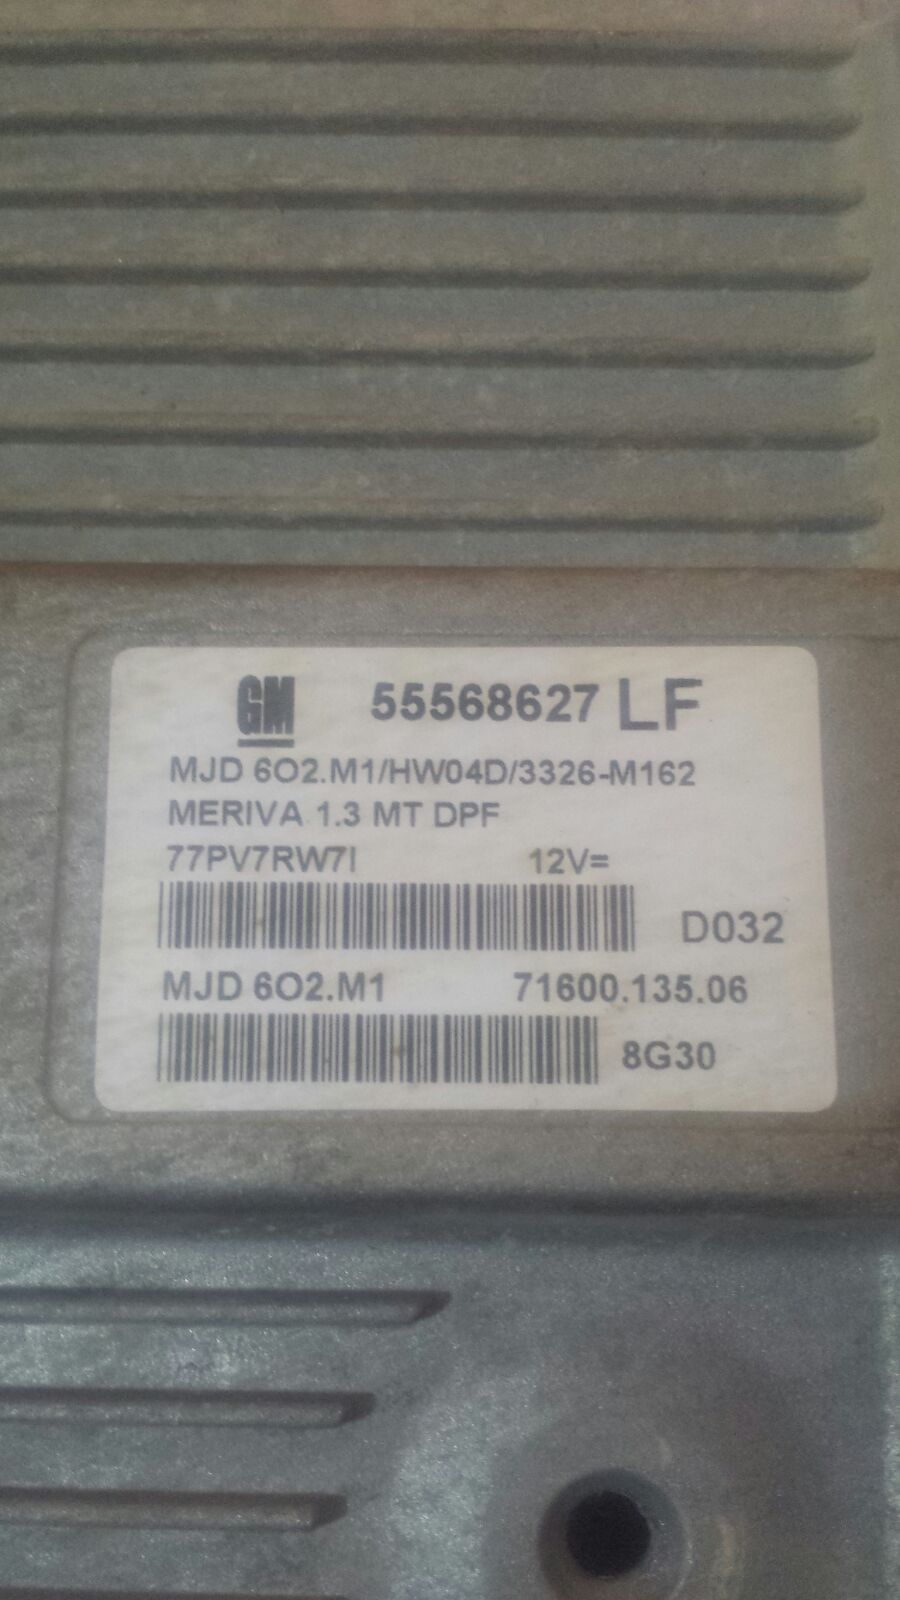 GM 55568627 LF
MJD 6O2.M1/HW04D/3326-M162
MERIVA 1.3 MT DPF
77PV7RW7I 12V=
D032
MJD 6O2.M1 71600.135.06
8G30